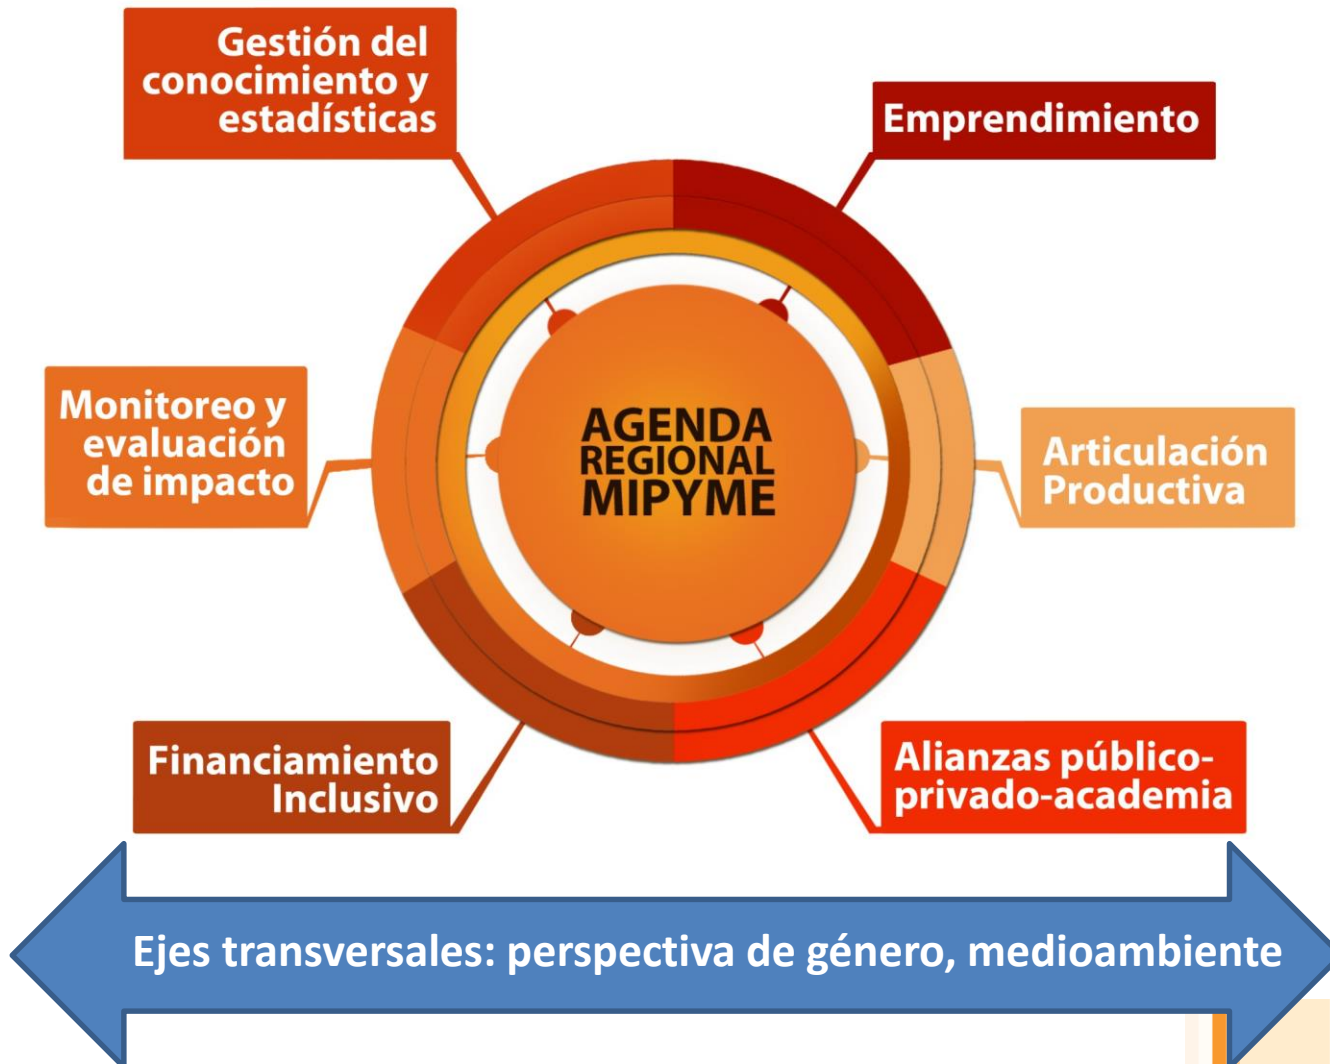 Gestión del
conocimiento y
estadísticas
Emprendimiento
Monitoreo y
evaluación
de impacto
AGENDA
REGIONAL
MIPYME
Articulación
Productiva
Financiamiento
Inclusivo
Alianzas público-
privado-academia
Ejes transversales: perspectiva de género, medioambiente